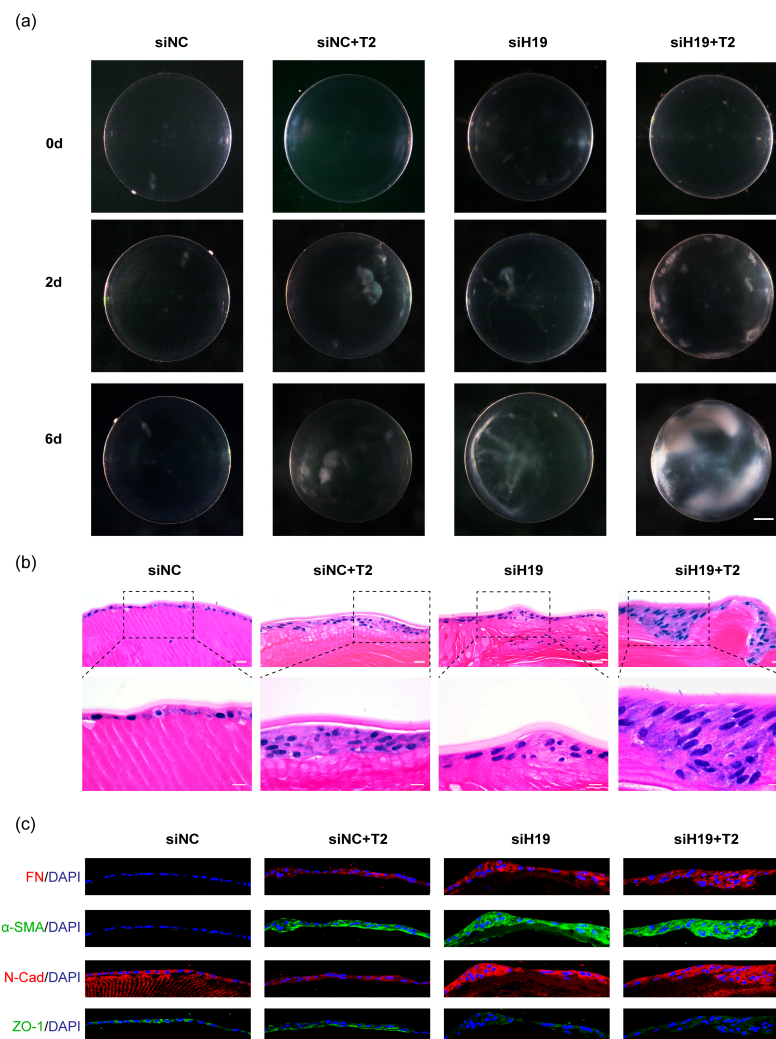 (a)
siNC siNC+T2 siH19 siH19+T2
0d
2d
6d
(b)
siNC siNC+T2 siH19 siH19+T2
(c)
siNC siNC+T2 siH19 siH19+T2
FN/DAPI
α-SMA/DAPI
N-Cad/DAPI
ZO-1/DAPI